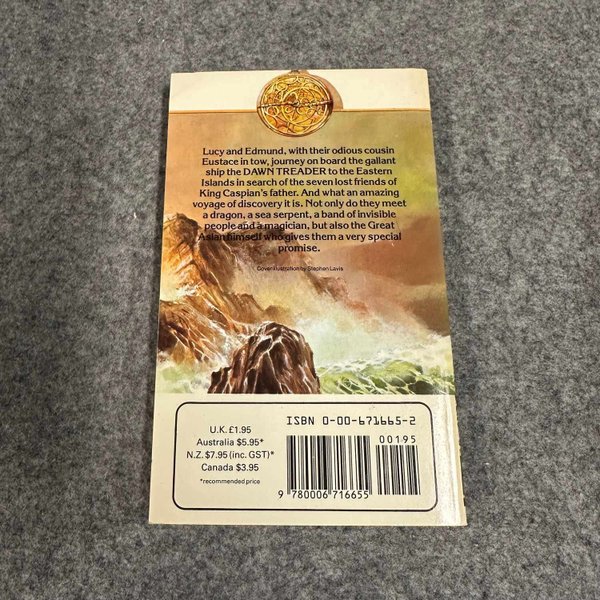 Lucy and Edmund, with their odious cousin
Eustace in tow, journey on board the gallant
ship the DAWN TREADER to the Eastern
Islands in search of the seven lost friends of
King Caspian's father. And what an amazing
voyage of discovery it is. Not only do they meet
a dragon, a sea serpent, a band of invisible
people and a magician, but also the Great
Aslan himself who gives them a very special
promise.
Cover illustration by Stephen Lavis
U.K. £1.95
Australia $5.95*
N.Z. $7.95 (inc. GST)*
Canada $3.95
*recommended price
ISBN 0-00-671665-2
00195
9 780006 716655